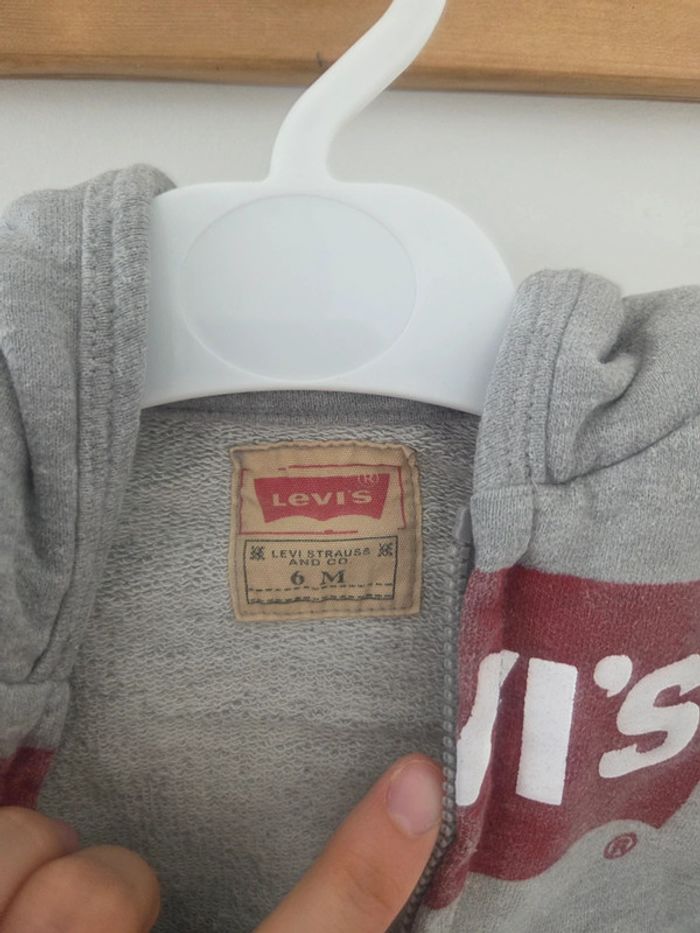 LEVI'S
(R)
LEVI STRAUSS
AND CO
6 M
VI'S
®